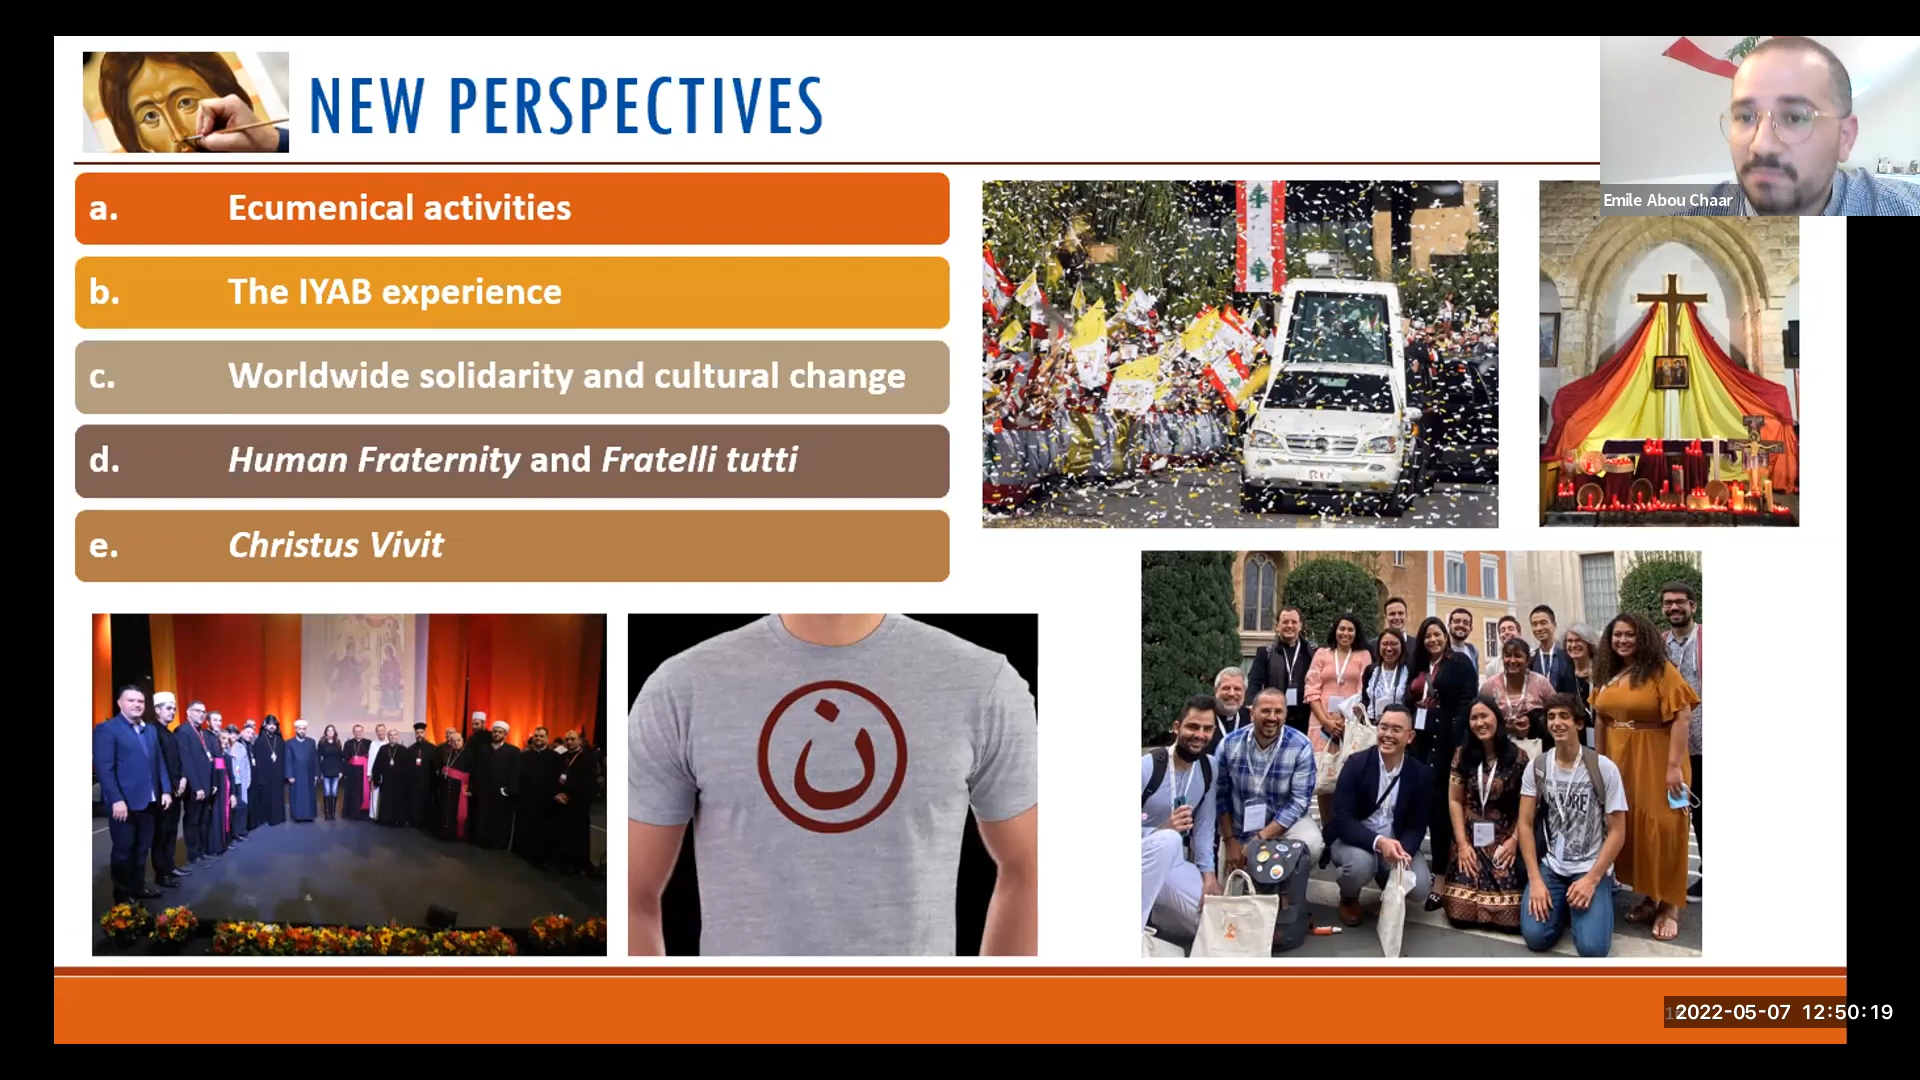 NEW PERSPECTIVES
Emile Abou Chaar
a. Ecumenical activities
b. The IYAB experience
c. Worldwide solidarity and cultural change
d. Human Fraternity and Fratelli tutti
e. Christus Vivit
ن
2022-05-07 12:50:19